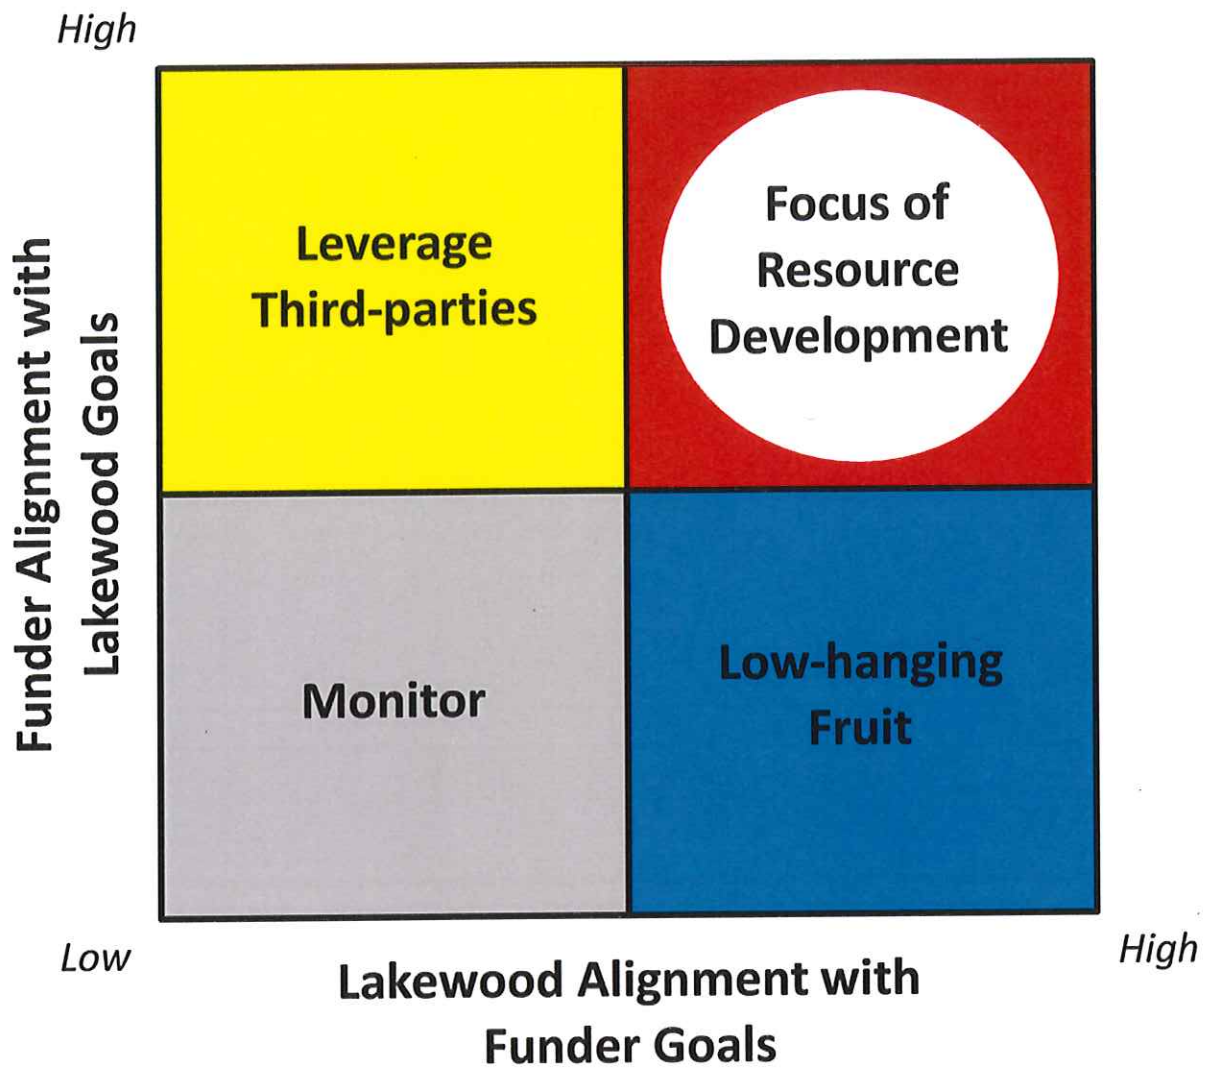 High
Funder Alignment with
Lakewood Goals
Leverage
Third-parties
Focus of
Resource
Development
Monitor
Low-hanging
Fruit
Low
High
Lakewood Alignment with
Funder Goals